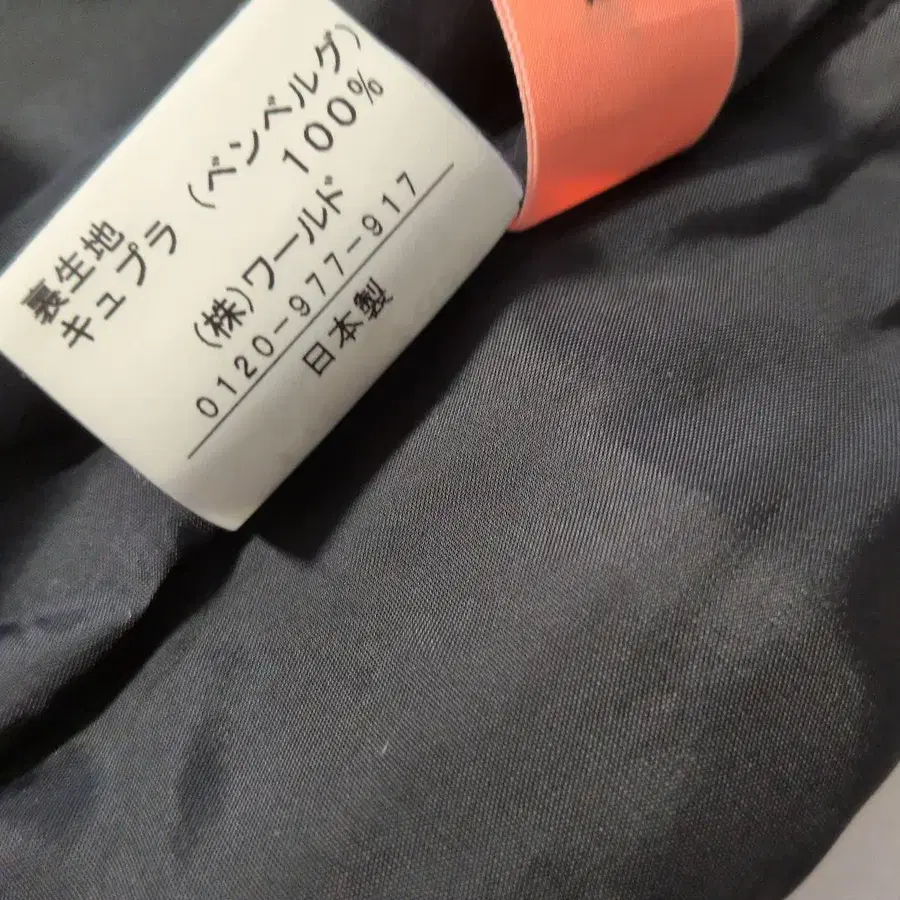 裏生地
キュプラ (ベンベルグ)
100%
(株)ワールド
0120-977-917
日本製